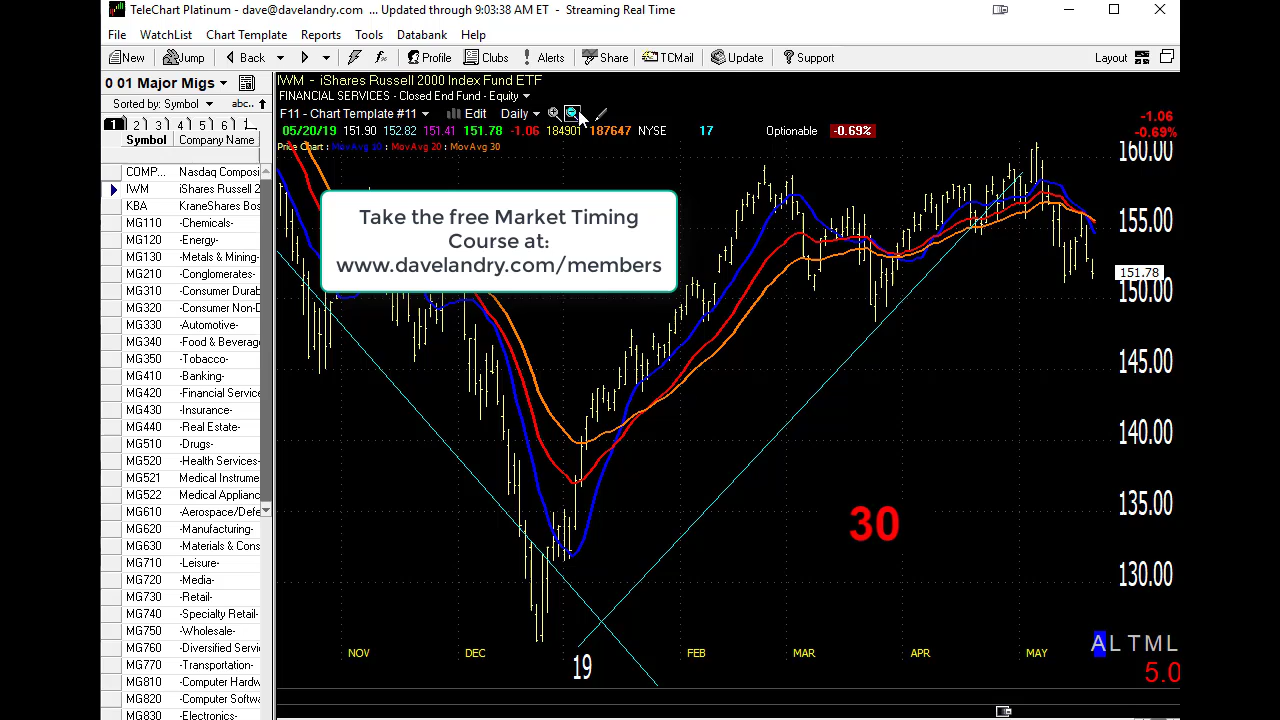 TeleChart Platinum - dave@davelandry.com ... Updated through 9:03:38 AM ET - Streaming Real Time
File WatchList Chart Template Reports Tools Databank Help
New Jump Back Profile Clubs Alerts Share TCMail Update Support Layout
0 01 Major Migs
Sorted by: Symbol abc..
1 2 3 4 5 6
Symbol Company Name
COMP... Nasdaq Composi
IWM iShares Russell 2
KBA KraneShares Bos
MG110 -Chemicals-
MG120 -Energy-
MG130
MG210 -Conglomerates-
MG310 -Consumer Durab
MG320 -Consumer Non-D
MG330 -Automotive-
MG340 -Food & Beverage
MG350 -Tobacco-
MG410 -Banking-
MG420 -Financial Service
MG430 -Insurance-
MG440 -Real Estate-
MG510 -Drugs-
MG520 -Health Services-
MG521 Medical Instrume
MG522 Medical Appliance
MG610 -Aerospace/Defe
MG620 -Manufacturing-
MG630 -Materials & Cons
MG710 -Leisure-
MG720 -Media-
MG730 -Retail-
MG740 -Specialty Retail-
MG750 -Wholesale-
MG760 -Diversified Servi
MG770 -Transportation-
MG810 -Computer Hardw
MG820 -Computer Softwa
MG830 -Electronics-
IWM - iShares Russell 2000 Index Fund ETF
FINANCIAL SERVICES - Closed End Fund - Equity
F11 - Chart Template #11 Edit Daily
05/20/19 151.90 152.82 151.41 151.78 -1.06 184901 187647 NYSE 17 Optionable -0.69%
Price Chart : MovAvg 10 : MovAvg 20 : MovAvg 30
-1.06
-0.69%
Take the free Market Timing
Course at:
www.davelandry.com/members
160.00
155.00
151.78
150.00
145.00
140.00
135.00
130.00
30
A L T M L
5.0
NOV DEC 19 FEB MAR APR MAY